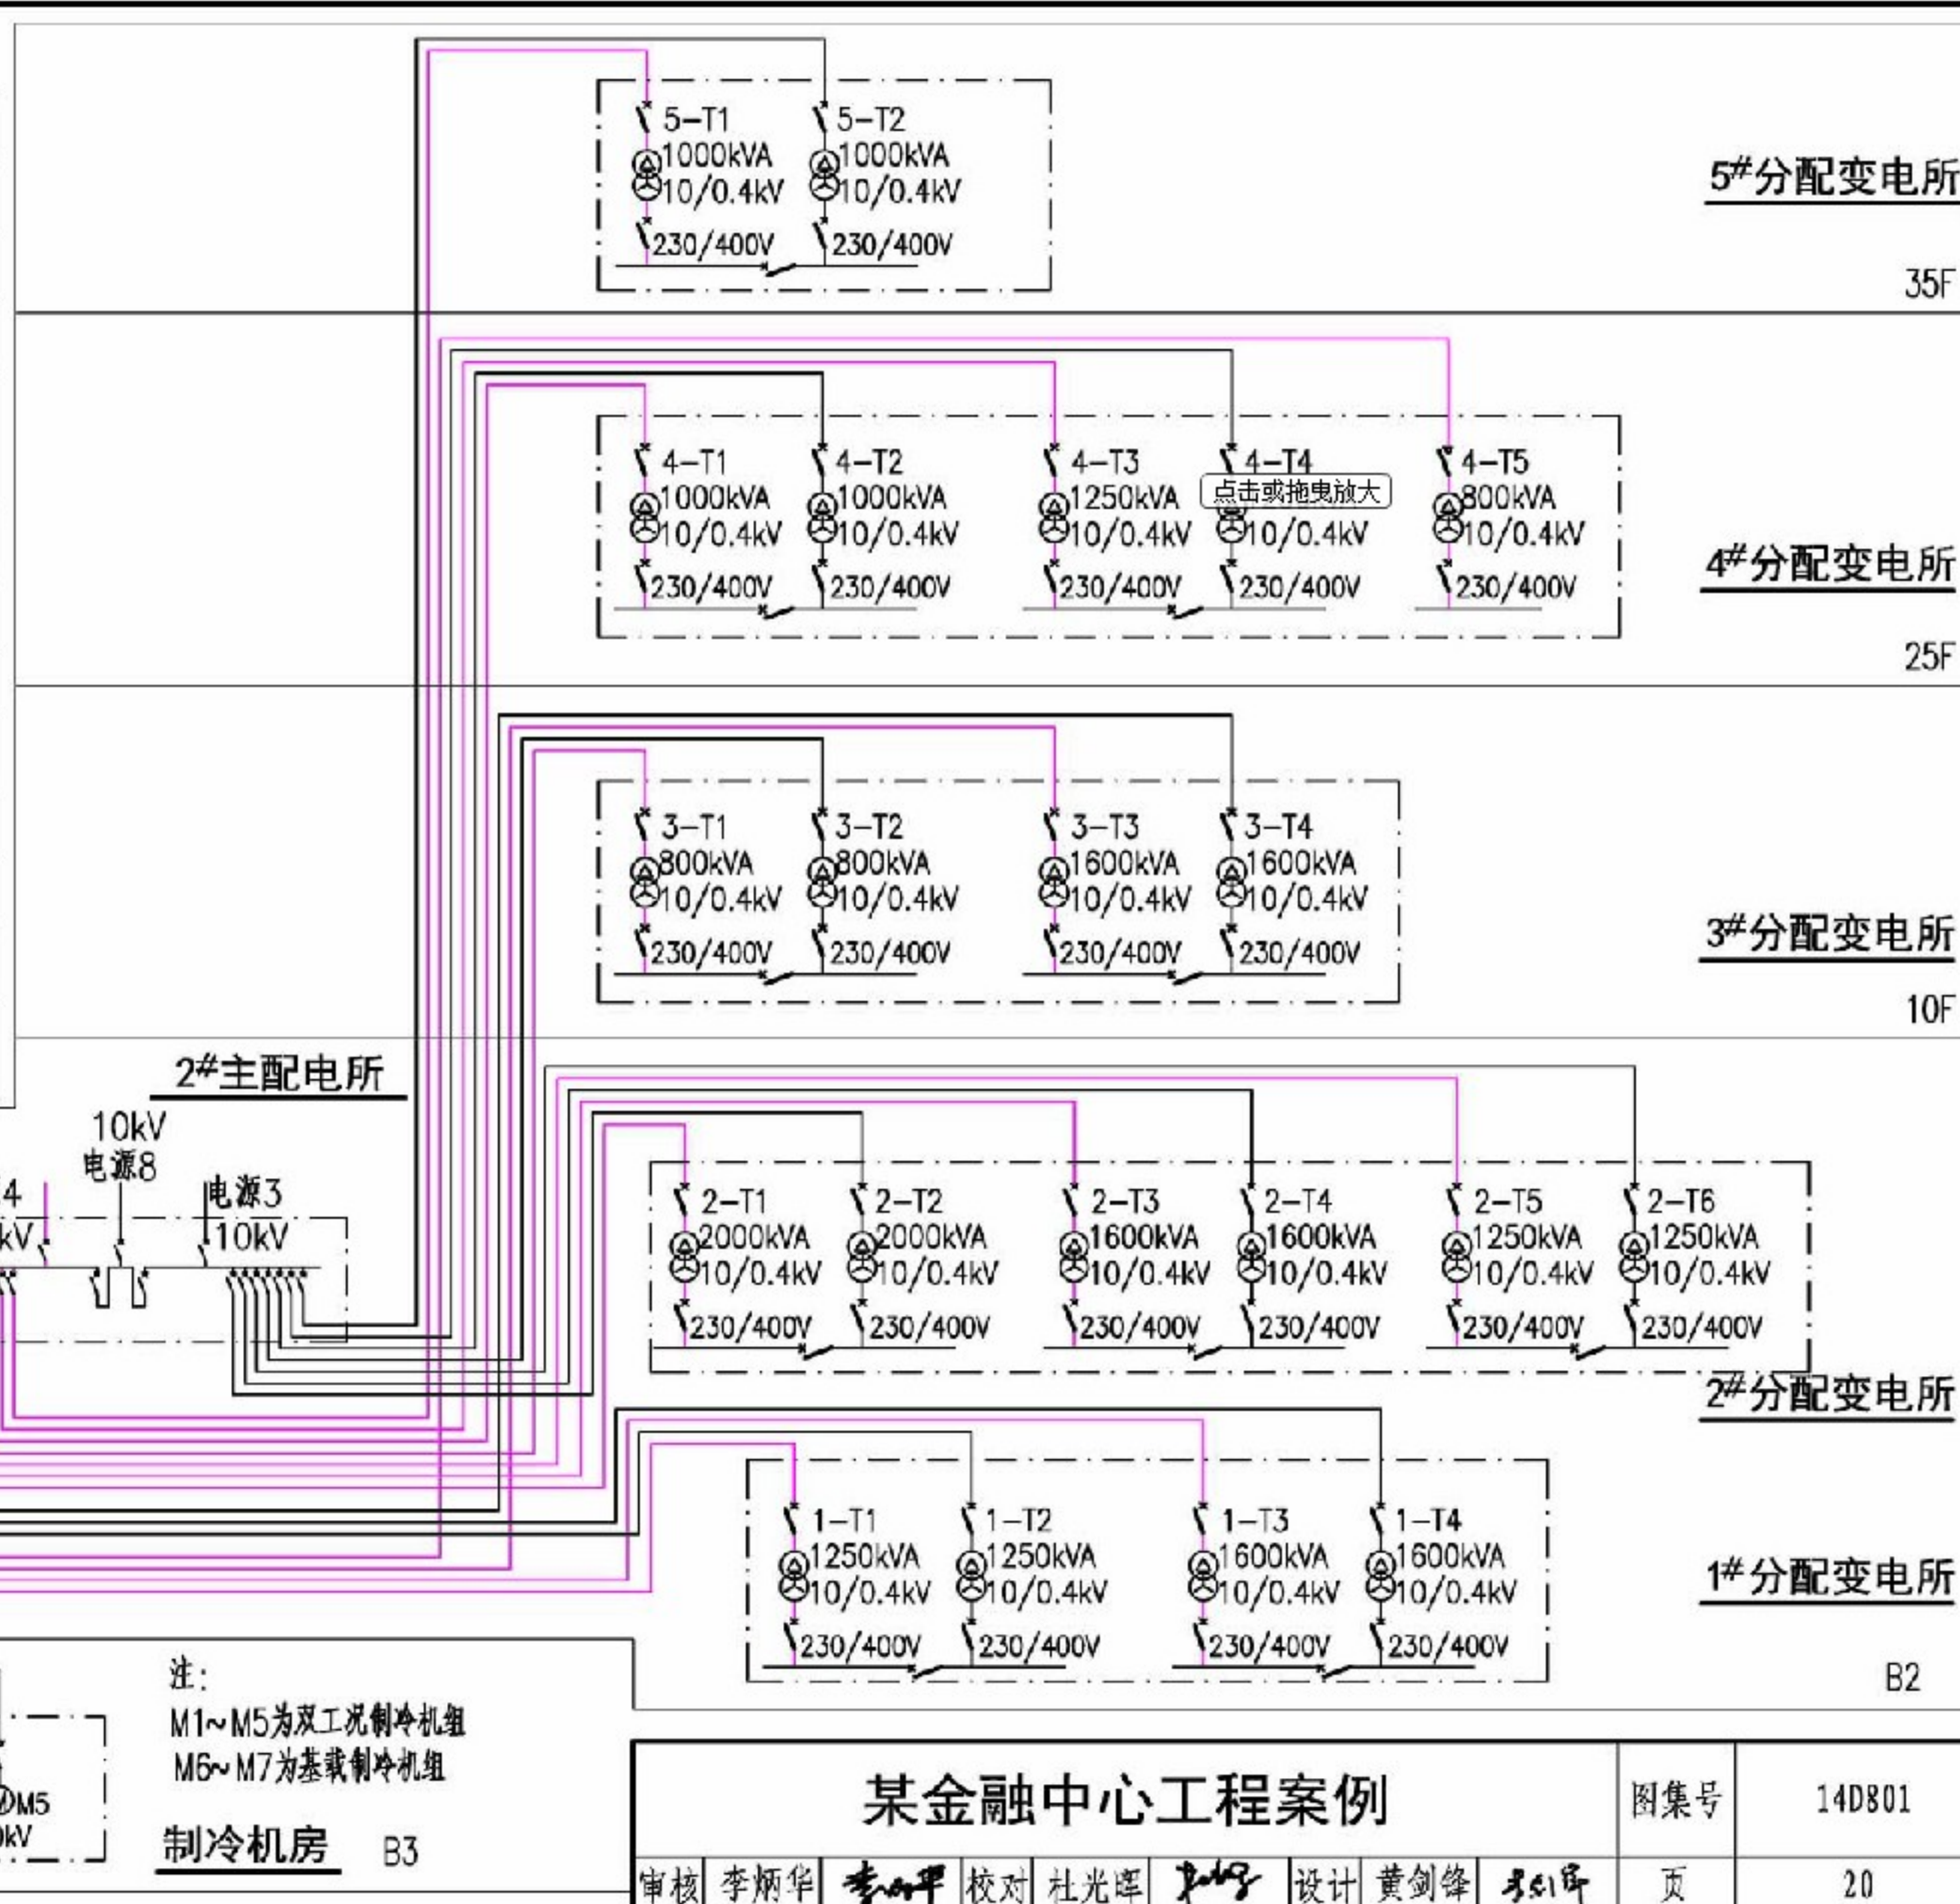 5-T1 5-T2
1000kVA 1000kVA
10/0.4kV 10/0.4kV
230/400V 230/400V
5#分配变电所
35F
4-T1 4-T2 4-T3 4-T4 4-T5
1000kVA 1000kVA 1250kVA 点击或拖曳放大 800kVA
10/0.4kV 10/0.4kV 10/0.4kV 10/0.4kV 10/0.4kV
230/400V 230/400V 230/400V 230/400V 230/400V
4#分配变电所
25F
3-T1 3-T2 3-T3 3-T4
800kVA 800kVA 1600kVA 1600kVA
10/0.4kV 10/0.4kV 10/0.4kV 10/0.4kV
230/400V 230/400V 230/400V 230/400V
3#分配变电所
10F
2#主配电所
10kV
电源8
4 电源3
kV 10kV
2-T1 2-T2 2-T3 2-T4 2-T5 2-T6
2000kVA 2000kVA 1600kVA 1600kVA 1250kVA 1250kVA
10/0.4kV 10/0.4kV 10/0.4kV 10/0.4kV 10/0.4kV 10/0.4kV
230/400V 230/400V 230/400V 230/400V 230/400V 230/400V
2#分配变电所
1-T1 1-T2 1-T3 1-T4
1250kVA 1250kVA 1600kVA 1600kVA
10/0.4kV 10/0.4kV 10/0.4kV 10/0.4kV
230/400V 230/400V 230/400V 230/400V
1#分配变电所
B2
注:
M1~M5为双工况制冷机组
M6~M7为基载制冷机组
M5
kV
制冷机房 B3
某金融中心工程案例 图集号 14D801
审核 李炳华 校对 杜光晖 设计 黄剑锋 页 20